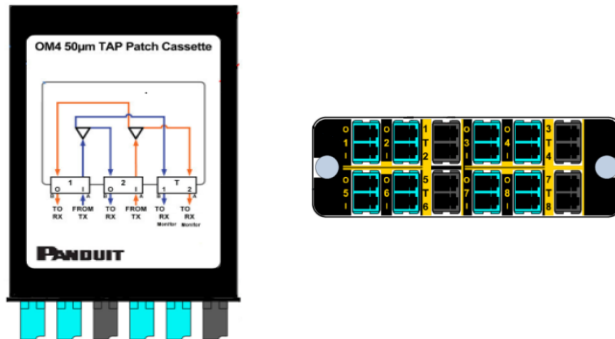 OM4 50µm TAP Patch Cassette
1 2 T
O I O I 1 2
B A B A B A
TO FROM TO FROM TO TO
RX TX RX TX RX RX
Monitor Monitor
PANDUIT
O O 1 O O 3
1 2 T 3 4 T
I I 2 I I 4
O O 5 O O 7
5 6 T 7 8 T
I I 6 I I 8